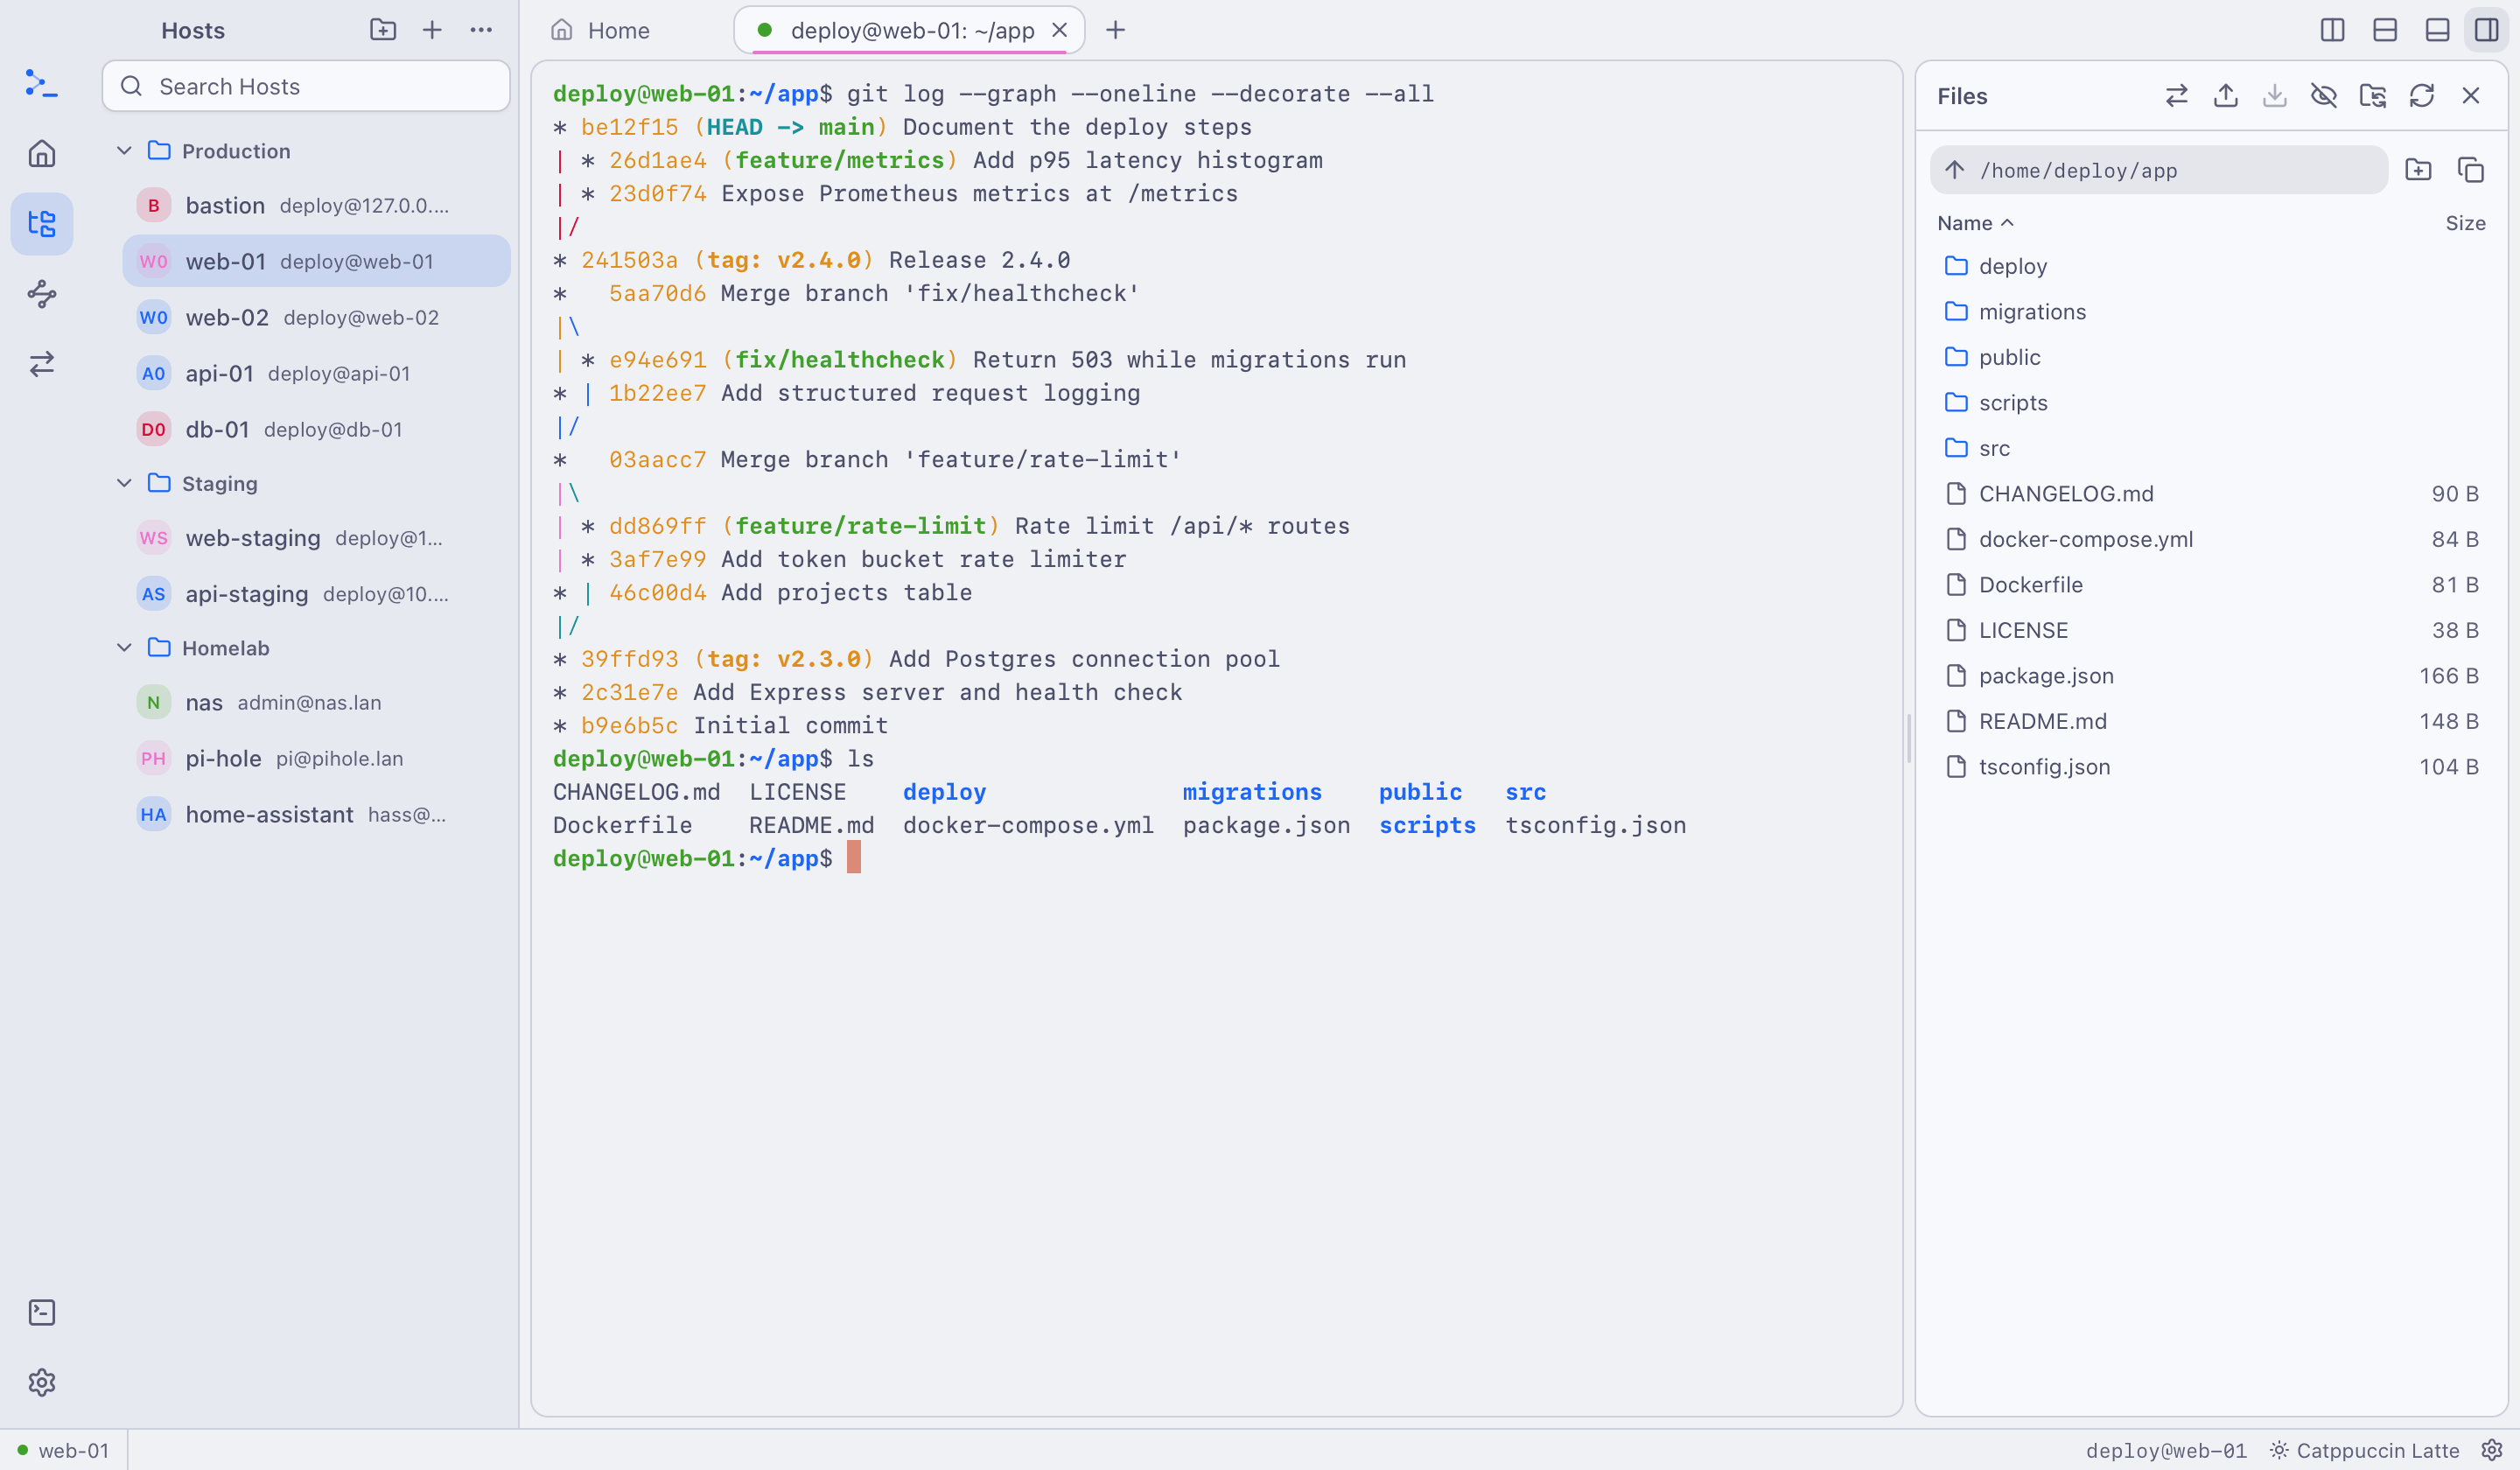 Hosts
Search Hosts
Production
B bastion deploy@127.0.0....
W0 web-01 deploy@web-01
W0 web-02 deploy@web-02
A0 api-01 deploy@api-01
D0 db-01 deploy@db-01
Staging
WS web-staging deploy@1...
AS api-staging deploy@10....
Homelab
N nas admin@nas.lan
PH pi-hole pi@pihole.lan
HA home-assistant hass@...
Home
deploy@web-01: ~/app
deploy@web-01:~/app$ git log --graph --oneline --decorate --all
* be12f15 (HEAD -> main) Document the deploy steps
| * 26d1ae4 (feature/metrics) Add p95 latency histogram
| * 23d0f74 Expose Prometheus metrics at /metrics
|/
* 241503a (tag: v2.4.0) Release 2.4.0
*   5aa70d6 Merge branch 'fix/healthcheck'
|\
| * e94e691 (fix/healthcheck) Return 503 while migrations run
* | 1b22ee7 Add structured request logging
|/
*   03aacc7 Merge branch 'feature/rate-limit'
|\
| * dd869ff (feature/rate-limit) Rate limit /api/* routes
| * 3af7e99 Add token bucket rate limiter
* | 46c00d4 Add projects table
|/
* 39ffd93 (tag: v2.3.0) Add Postgres connection pool
* 2c31e7e Add Express server and health check
* b9e6b5c Initial commit
deploy@web-01:~/app$ ls
CHANGELOG.md  LICENSE    deploy              migrations    public   src
Dockerfile    README.md  docker-compose.yml  package.json  scripts  tsconfig.json
deploy@web-01:~/app$
Files
/home/deploy/app
Name Size
deploy
migrations
public
scripts
src
CHANGELOG.md 90 B
docker-compose.yml 84 B
Dockerfile 81 B
LICENSE 38 B
package.json 166 B
README.md 148 B
tsconfig.json 104 B
web-01
deploy@web-01 Catppuccin Latte